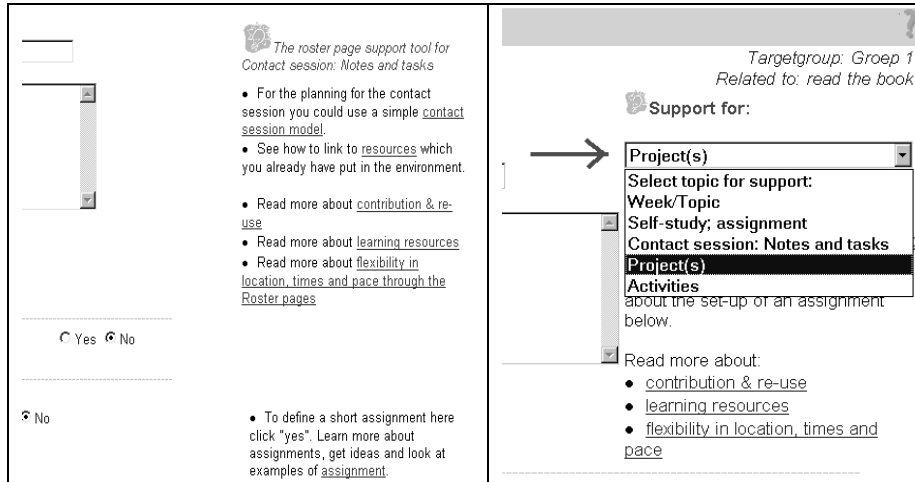 The roster page support tool for
Contact session: Notes and tasks
• For the planning for the contact
session you could use a simple contact
session model.
• See how to link to resources which
you already have put in the environment.
• Read more about contribution & re-
use
• Read more about learning resources
• Read more about flexibility in
location, times and pace through the
Roster pages
Yes No
No
• To define a short assignment here
click "yes". Learn more about
assignments, get ideas and look at
examples of assignment.
?
Targetgroup: Groep 1
Related to: read the book
Support for:
Project(s)
Select topic for support:
Week/Topic
Self-study; assignment
Contact session: Notes and tasks
Project(s)
Activities
about the set-up of an assignment
below.
Read more about:
• contribution & re-use
• learning resources
• flexibility in location, times and
pace